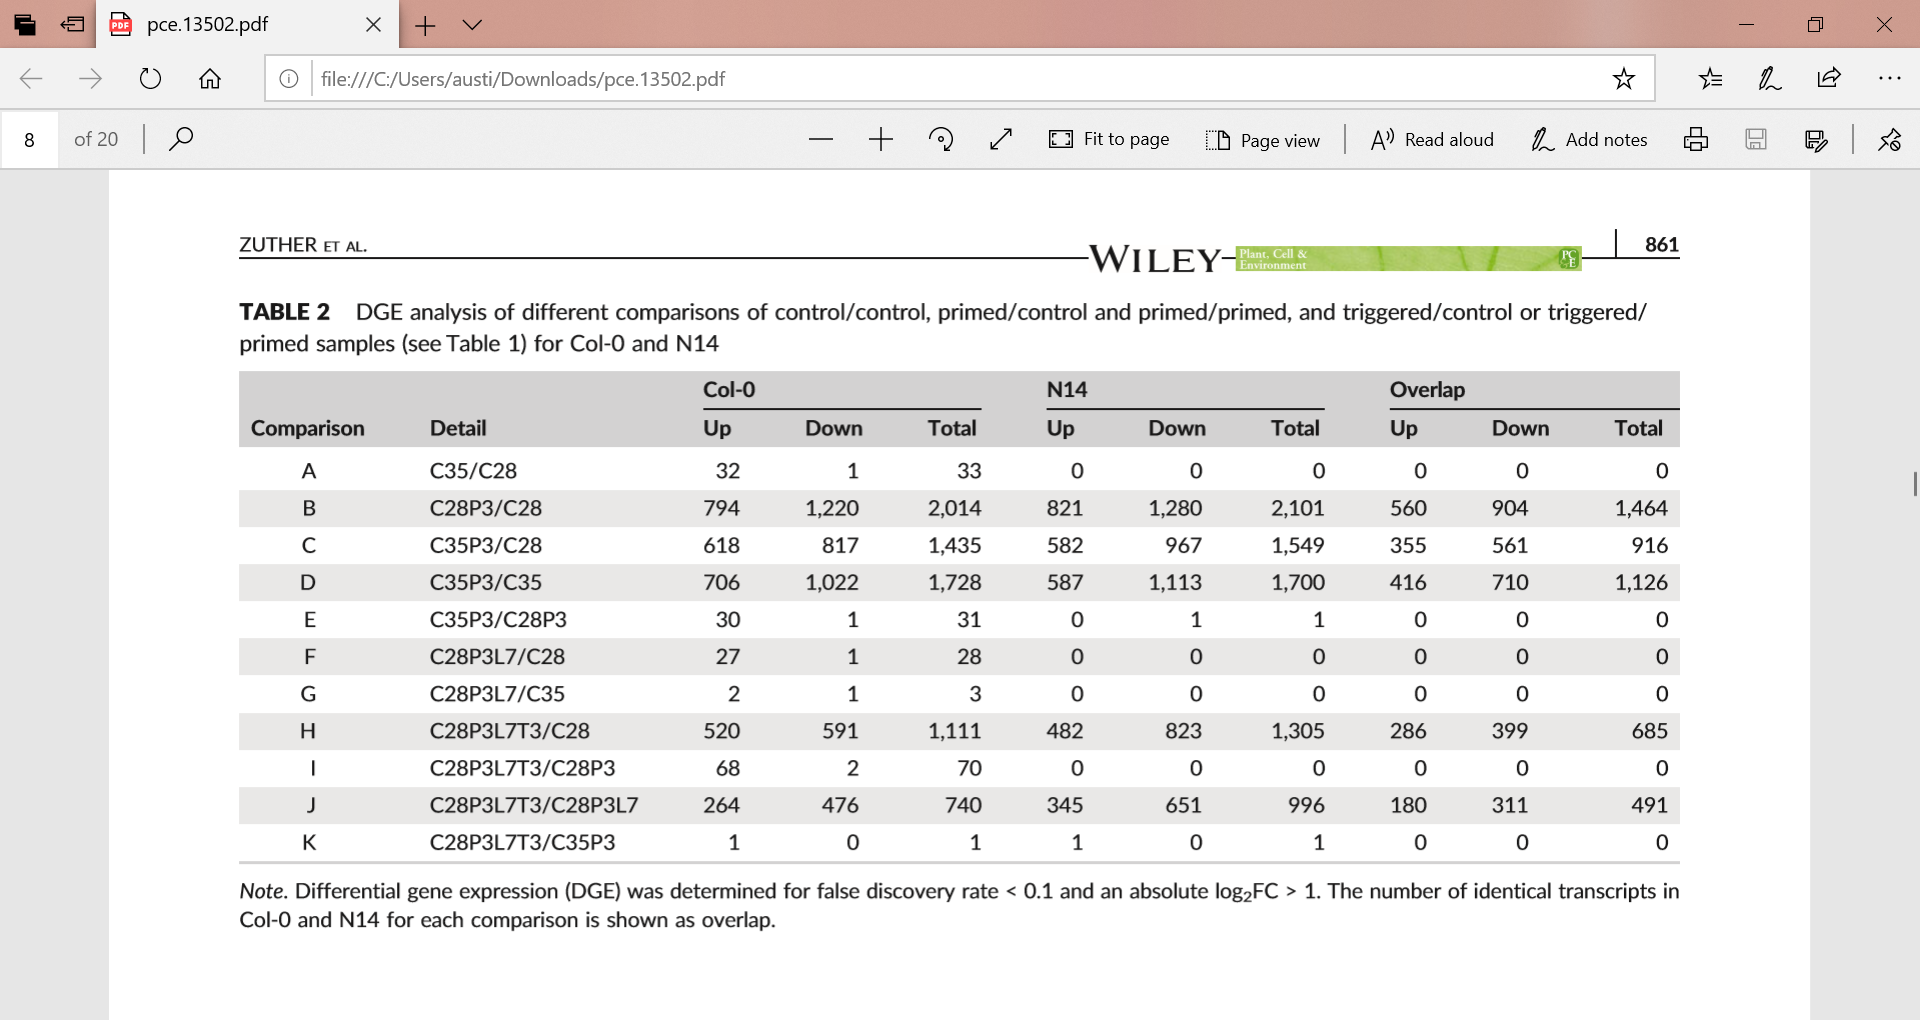 pce.13502.pdf
file:///C:/Users/austi/Downloads/pce.13502.pdf
8 of 20 Fit to page Page view Read aloud Add notes
ZUTHER ET AL. WILEY Plant, Cell & Environment PC E 861
TABLE 2 DGE analysis of different comparisons of control/control, primed/control and primed/primed, and triggered/control or triggered/
primed samples (see Table 1) for Col-0 and N14
Col-0 N14 Overlap
Comparison Detail Up Down Total Up Down Total Up Down Total
A C35/C28 32 1 33 0 0 0 0 0 0
B C28P3/C28 794 1,220 2,014 821 1,280 2,101 560 904 1,464
C C35P3/C28 618 817 1,435 582 967 1,549 355 561 916
D C35P3/C35 706 1,022 1,728 587 1,113 1,700 416 710 1,126
E C35P3/C28P3 30 1 31 0 1 1 0 0 0
F C28P3L7/C28 27 1 28 0 0 0 0 0 0
G C28P3L7/C35 2 1 3 0 0 0 0 0 0
H C28P3L7T3/C28 520 591 1,111 482 823 1,305 286 399 685
I C28P3L7T3/C28P3 68 2 70 0 0 0 0 0 0
J C28P3L7T3/C28P3L7 264 476 740 345 651 996 180 311 491
K C28P3L7T3/C35P3 1 0 1 1 0 1 0 0 0
Note. Differential gene expression (DGE) was determined for false discovery rate < 0.1 and an absolute log₂FC > 1. The number of identical transcripts in
Col-0 and N14 for each comparison is shown as overlap.